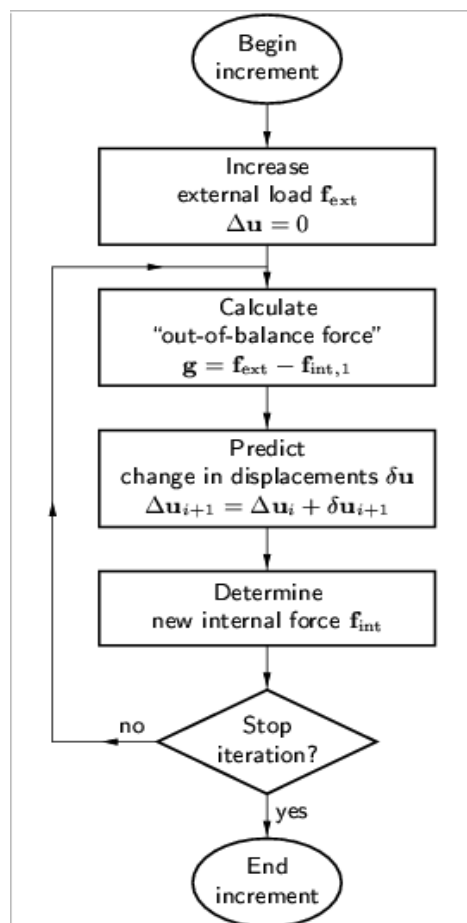 Begin
increment
Increase
external load f_ext
Δu = 0
Calculate
“out-of-balance force”
g = f_ext − f_int,1
Predict
change in displacements δu
Δu_i+1 = Δu_i + δu_i+1
Determine
new internal force f_int
no
Stop
iteration?
yes
End
increment